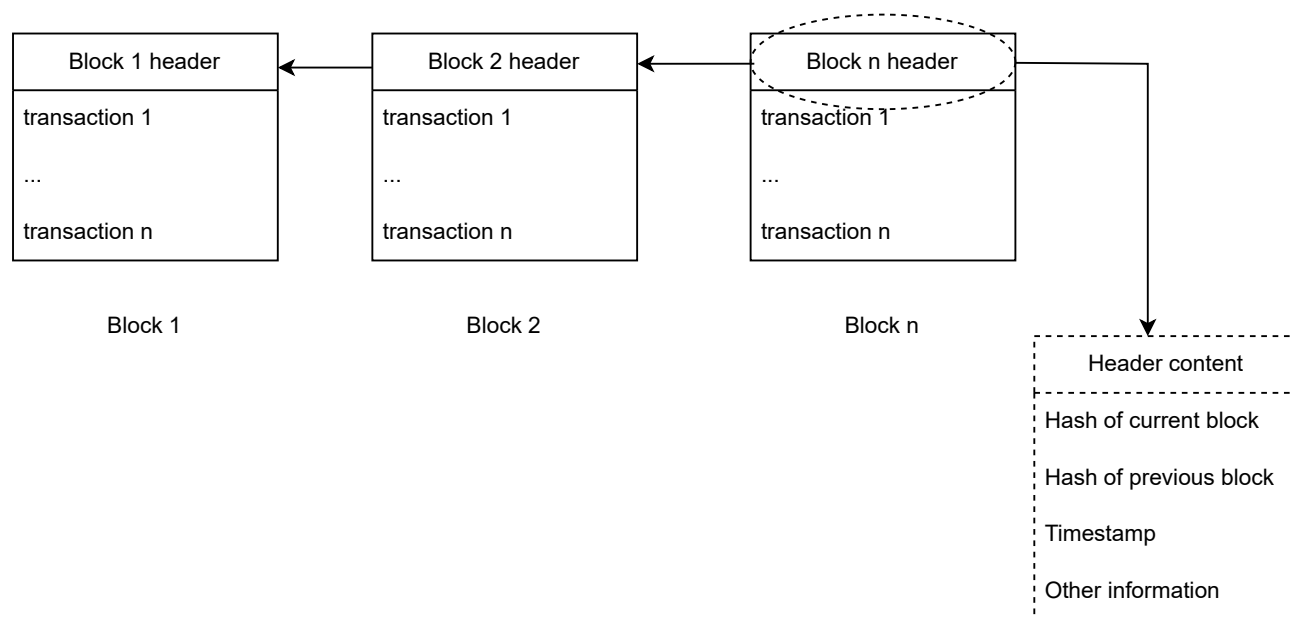 Block 1 header
transaction 1
...
transaction n
Block 1
Block 2 header
transaction 1
...
transaction n
Block 2
Block n header
transaction 1
...
transaction n
Block n
Header content
Hash of current block
Hash of previous block
Timestamp
Other information